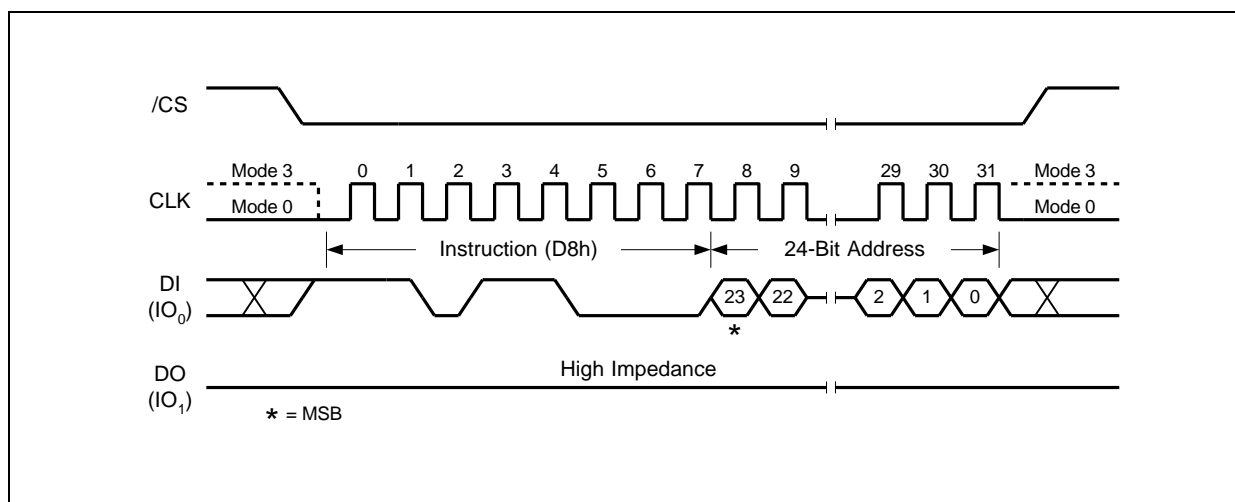 /CS
Mode 3
0 1 2 3 4 5 6 7 8 9 29 30 31
Mode 3
CLK
Mode 0
Mode 0
Instruction (D8h)
24-Bit Address
DI
(IO0)
23 22 2 1 0
*
High Impedance
DO
(IO1)
* = MSB